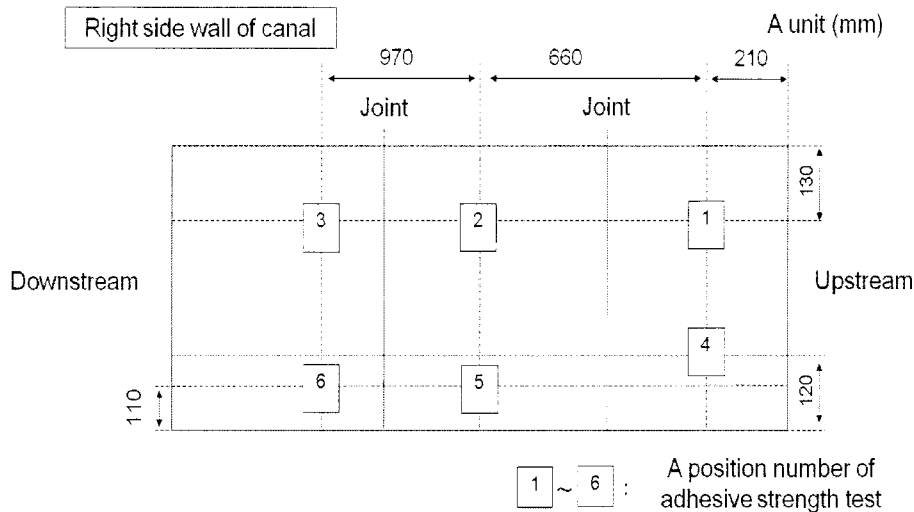 Right side wall of canal
A unit (mm)
970
660
210
Joint
Joint
130
3
2
1
Downstream
Upstream
4
6
5
110
120
1 ~ 6 : A position number of
adhesive strength test